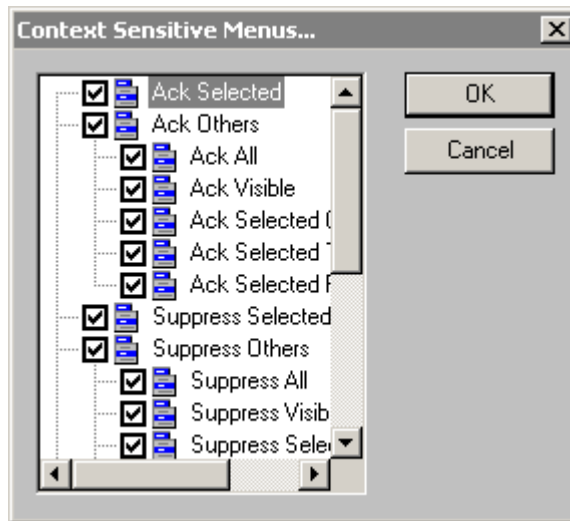 Context Sensitive Menus...
Ack Selected
Ack Others
Ack All
Ack Visible
Ack Selected
Ack Selected
Ack Selected
Suppress Selected
Suppress Others
Suppress All
Suppress Visib
Suppress Sele
OK
Cancel